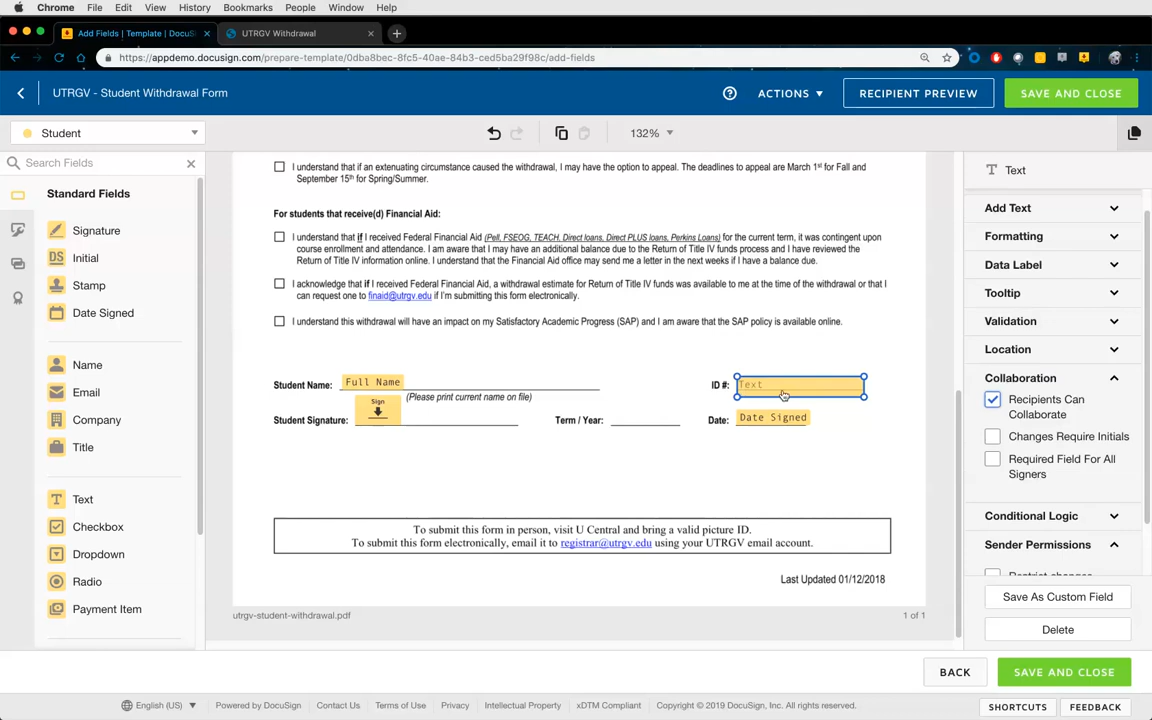 Chrome File Edit View History Bookmarks People Window Help
Add Fields | Template | DocuS
UTRGV Withdrawal
https://appdemo.docusign.com/prepare-template/0dba8bec-8fc5-40ae-84b3-ced5ba29f98c/add-fields
UTRGV - Student Withdrawal Form
ACTIONS
RECIPIENT PREVIEW
SAVE AND CLOSE
Student
132%
Search Fields
Standard Fields
Signature
DS Initial
Stamp
Date Signed
Name
Email
Company
Title
Text
Checkbox
Dropdown
Radio
Payment Item
I understand that if an extenuating circumstance caused the withdrawal, I may have the option to appeal. The deadlines to appeal are March 1st for Fall and
September 15th for Spring/Summer.
For students that receive(d) Financial Aid:
I understand that if I received Federal Financial Aid (Pell, FSEOG, TEACH, Direct loans, Direct PLUS loans, Perkins Loans) for the current term, it was contingent upon
course enrollment and attendance. I am aware that I may have an additional balance due to the Return of Title IV funds process and I have reviewed the
Return of Title IV information online. I understand that the Financial Aid office may send me a letter in the next weeks if I have a balance due.
I acknowledge that if I received Federal Financial Aid, a withdrawal estimate for Return of Title IV funds was available to me at the time of the withdrawal or that I
can request one to finaid@utrgv.edu if I'm submitting this form electronically.
I understand this withdrawal will have an impact on my Satisfactory Academic Progress (SAP) and I am aware that the SAP policy is available online.
Student Name: Full Name
ID #: Text
(Please print current name on file)
Sign
Student Signature:
Term / Year:
Date: Date Signed
To submit this form in person, visit U Central and bring a valid picture ID.
To submit this form electronically, email it to registrar@utrgv.edu using your UTRGV email account.
Last Updated 01/12/2018
utrgv-student-withdrawal.pdf
1 of 1
Text
Add Text
Formatting
Data Label
Tooltip
Validation
Location
Collaboration
Recipients Can
Collaborate
Changes Require Initials
Required Field For All
Signers
Conditional Logic
Sender Permissions
Restrict changes
Save As Custom Field
Delete
BACK
SAVE AND CLOSE
English (US)
Powered by DocuSign
Contact Us
Terms of Use
Privacy
Intellectual Property
xDTM Compliant
Copyright © 2019 DocuSign, Inc. All rights reserved.
SHORTCUTS
FEEDBACK